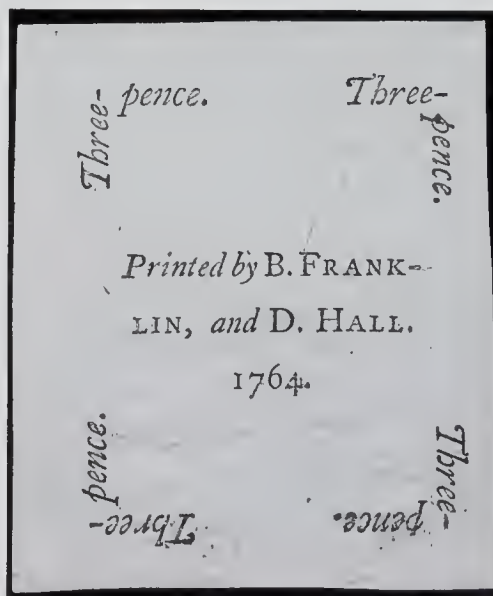 Three-
pence.
Three-
pence.
Printed by B. FRANK-
LIN, and D. HALL.
1764.
Three-
pence.
Three-
pence.